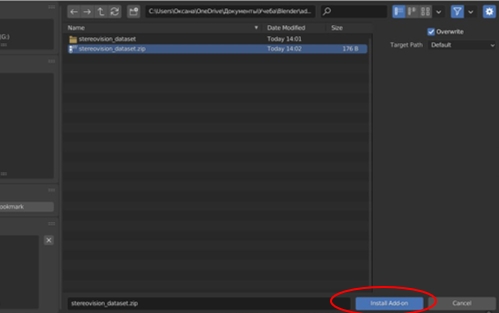 C:\Users\Оксана\OneDrive\Документы\Учеба\Blender\ad...
Name
Date Modified
Size
Overwrite
(G:)
stereovision_dataset
Today 14:01
Target Path
Default
stereovision_dataset.zip
Today 14:02
176 B
ookmark
stereovision_dataset.zip
Install Add-on
Cancel